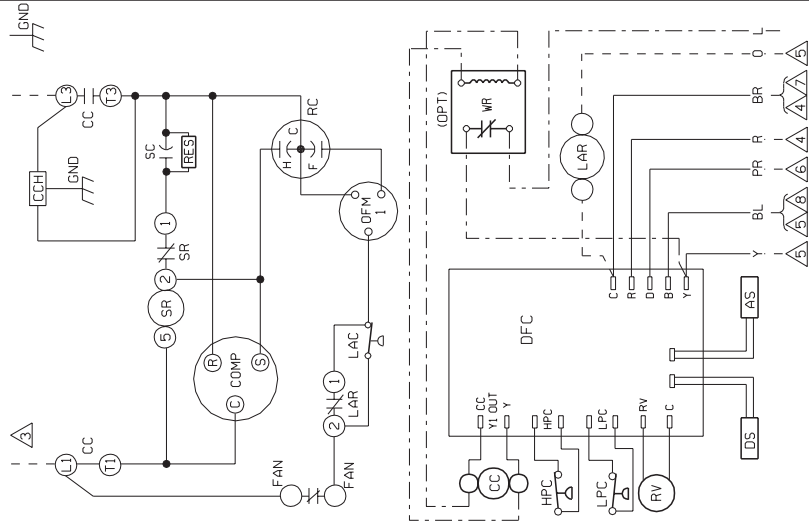 GND
L3
CC
T3
CCH
GND
SC
RES
1
SR
2
SR
5
RC
H
C
F
OFM
1
R
COMP
S
C
LAC
1
LAR
2
3
L1
CC
T1
FAN
FAN
(OPT)
WR
LAR
L
O
5
BR
4
7
R
4
PR
6
BL
5
8
Y
5
C
R
D
B
Y
DFC
AS
DS
CC
Y1 OUT
Y
HPC
LPC
RV
C
CC
HPC
LPC
RV